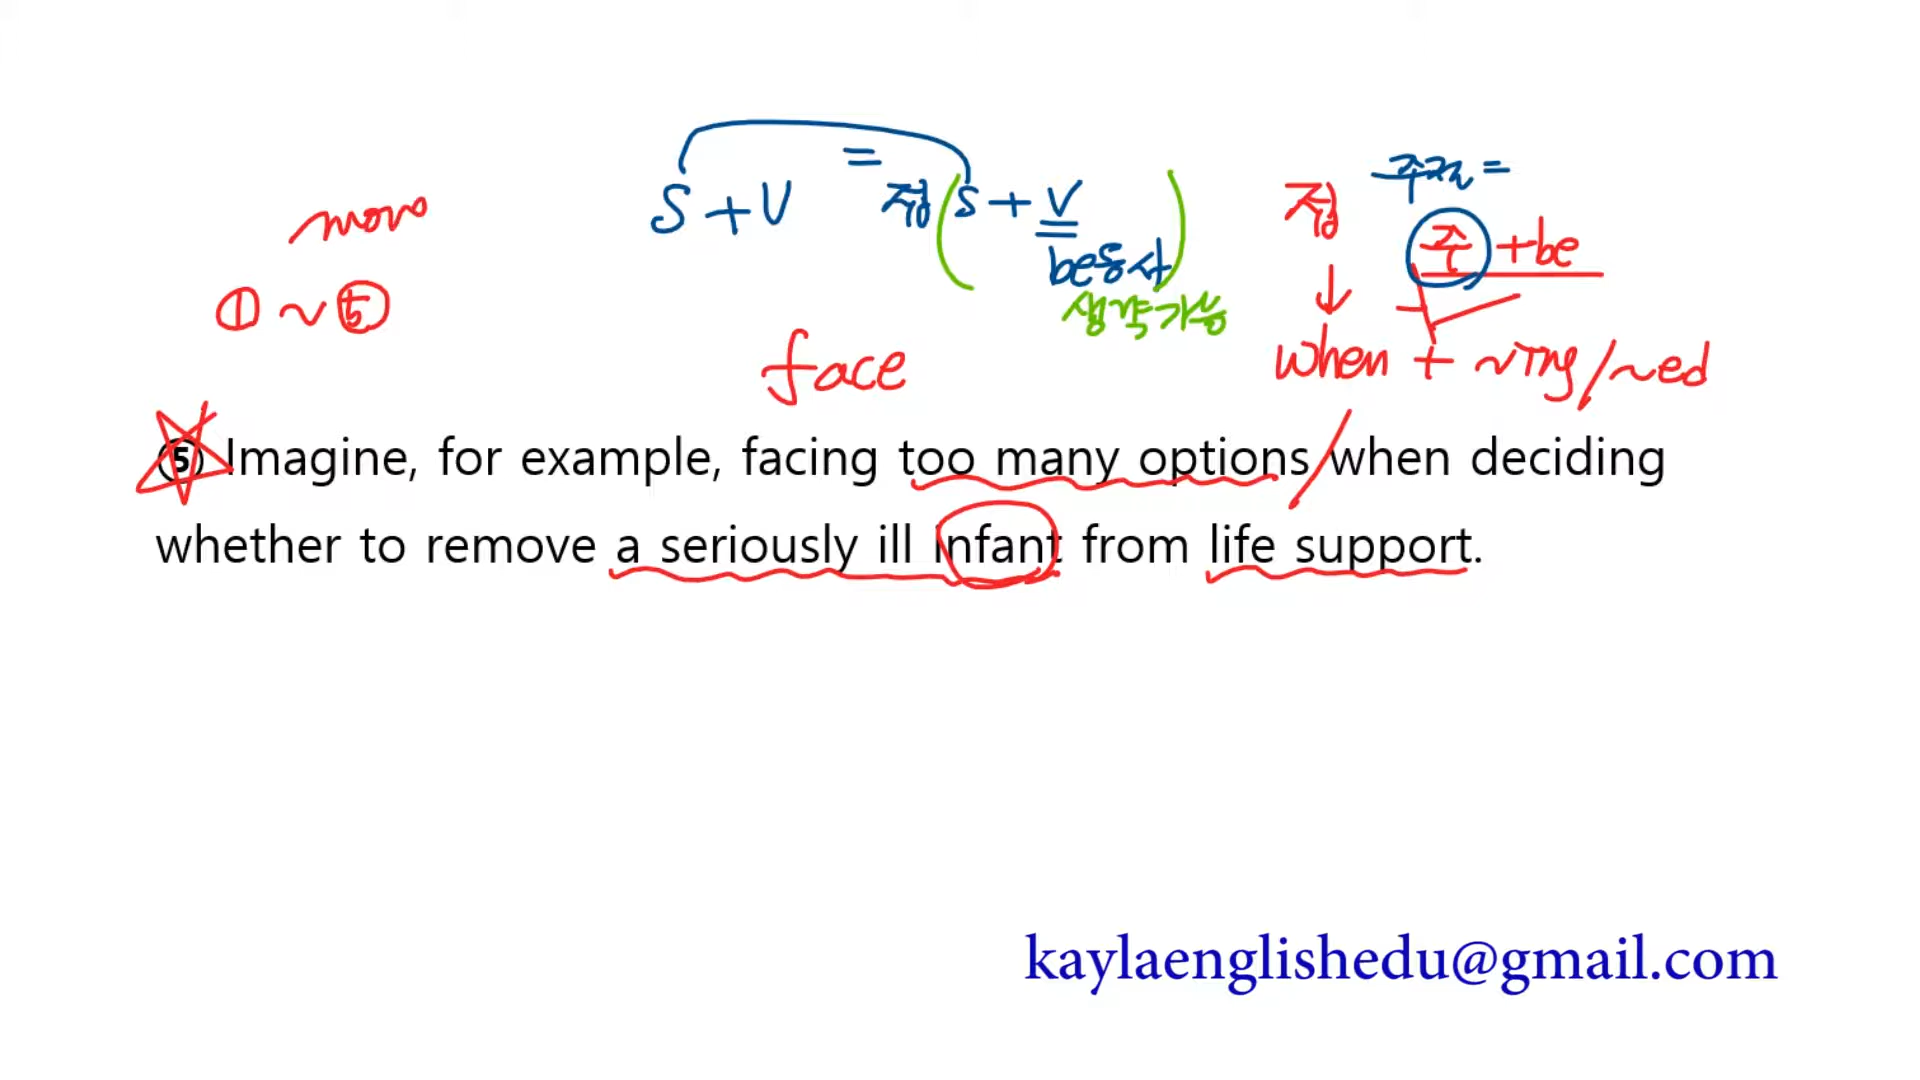 S + V = 접 (S + V)
be동사
생략가능
접 주절 =
주 + be
① ~ ⑤
face
when + ~ing / ~ed
⑤ Imagine, for example, facing too many options / when deciding
whether to remove a seriously ill infant from life support.
kaylaenglishedu@gmail.com